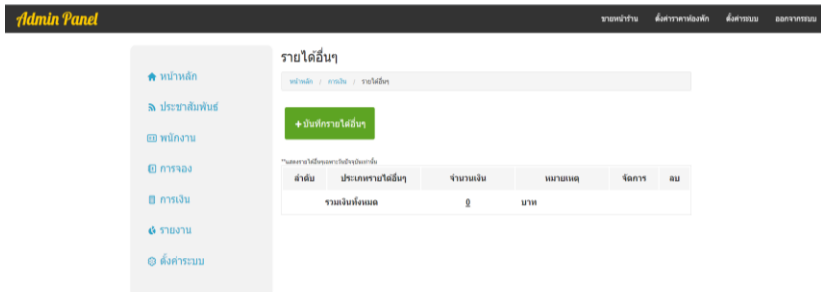 Admin Panel
ขายหน้าร้าน ตั้งค่าราคาห้องพัก ตั้งค่าระบบ ออกจากระบบ
หน้าหลัก
ประชาสัมพันธ์
พนักงาน
การจอง
การเงิน
รายงาน
ตั้งค่าระบบ
รายได้อื่นๆ
หน้าหลัก / การเงิน / รายได้อื่นๆ
+ บันทึกรายได้อื่นๆ
ลำดับ ประเภทรายได้อื่นๆ จำนวนเงิน หมายเหตุ จัดการ ลบ
รวมเงินทั้งหมด 0 บาท